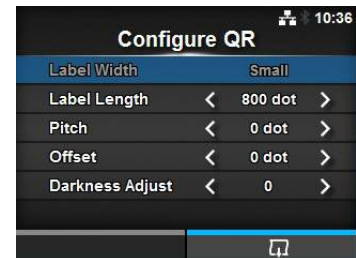 10:36
Configure QR
Label Width Small
Label Length 800 dot
Pitch 0 dot
Offset 0 dot
Darkness Adjust 0